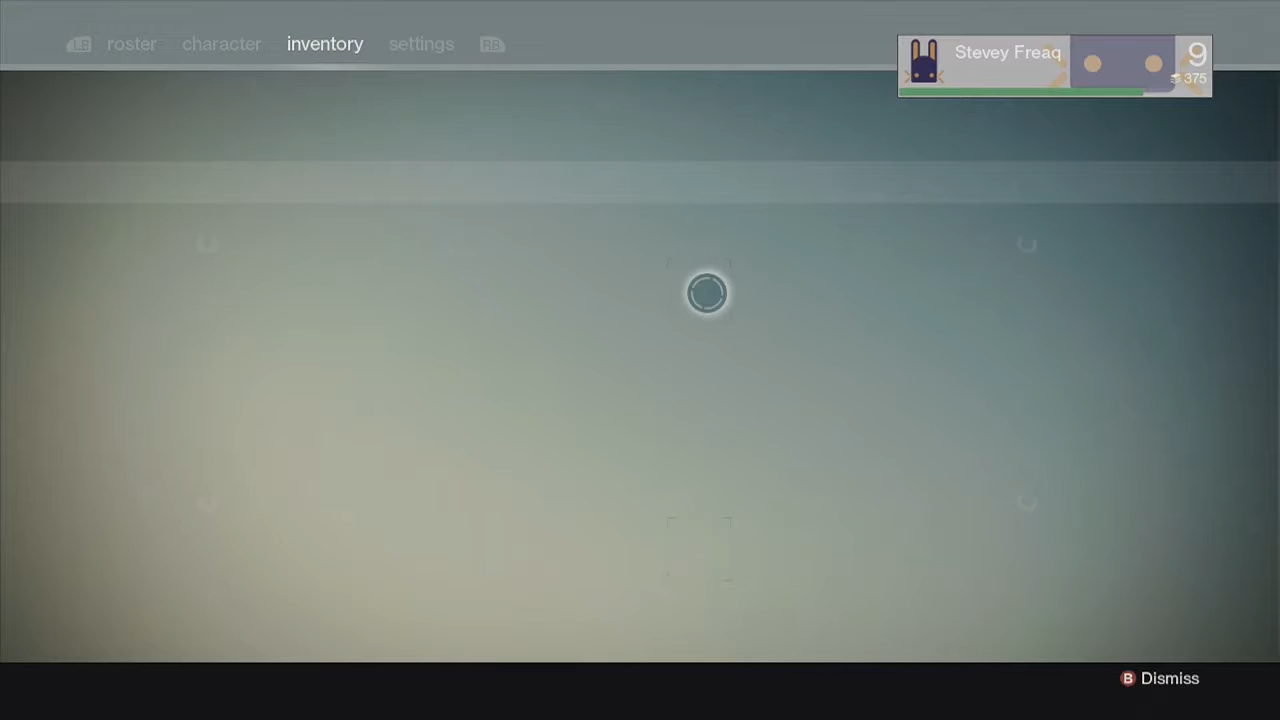 LB roster character inventory settings RB
Stevey Freaq
9
375
B Dismiss